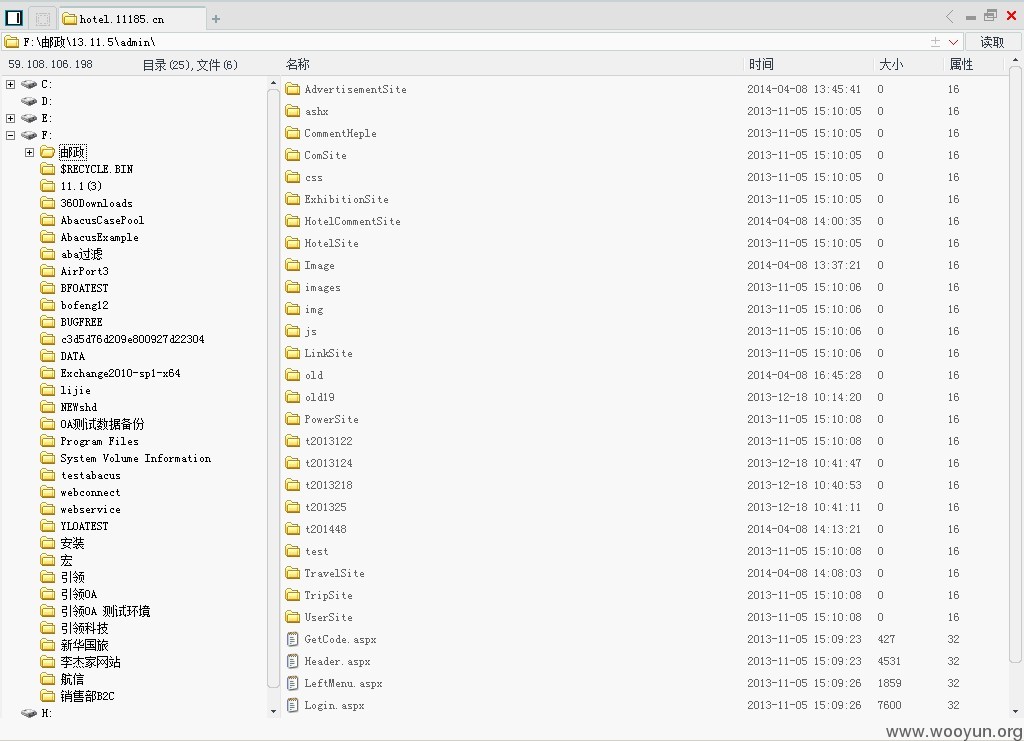 hotel.11185.cn
F:\邮政\13.11.5\admin\
读取
59.108.106.198
目录(25),文件(6)
名称 时间 大小 属性
C:
D:
E:
F:
邮政
$RECYCLE.BIN
11.1(3)
360Downloads
AbacusCasePool
AbacusExample
aba过滤
AirPort3
BFOATEST
bofeng12
BUGFREE
c3d5d76d209e800927d22304
DATA
Exchange2010-sp1-x64
lijie
NEWshd
OA测试数据备份
Program Files
System Volume Information
testabacus
webconnect
webservice
YLOATEST
安装
宏
引领
引领OA
引领OA 测试环境
引领科技
新华国旅
李杰家网站
航信
销售部B2C
H:
AdvertisementSite 2014-04-08 13:45:41 0 16
ashx 2013-11-05 15:10:05 0 16
CommentHeple 2013-11-05 15:10:05 0 16
ComSite 2013-11-05 15:10:05 0 16
css 2013-11-05 15:10:05 0 16
ExhibitionSite 2013-11-05 15:10:05 0 16
HotelCommentSite 2014-04-08 14:00:35 0 16
HotelSite 2013-11-05 15:10:05 0 16
Image 2014-04-08 13:37:21 0 16
images 2013-11-05 15:10:06 0 16
img 2013-11-05 15:10:06 0 16
js 2013-11-05 15:10:06 0 16
LinkSite 2013-11-05 15:10:06 0 16
old 2014-04-08 16:45:28 0 16
old19 2013-12-18 10:14:20 0 16
PowerSite 2013-11-05 15:10:08 0 16
t2013122 2013-11-05 15:10:08 0 16
t2013124 2013-12-18 10:41:47 0 16
t2013218 2013-12-18 10:40:53 0 16
t201325 2013-12-18 10:41:11 0 16
t201448 2014-04-08 14:13:21 0 16
test 2013-11-05 15:10:08 0 16
TravelSite 2014-04-08 14:08:03 0 16
TripSite 2013-11-05 15:10:08 0 16
UserSite 2013-11-05 15:10:08 0 16
GetCode.aspx 2013-11-05 15:09:23 427 32
Header.aspx 2013-11-05 15:09:23 4531 32
LeftMenu.aspx 2013-11-05 15:09:26 1859 32
Login.aspx 2013-11-05 15:09:26 7600 32
www.wooyun.org